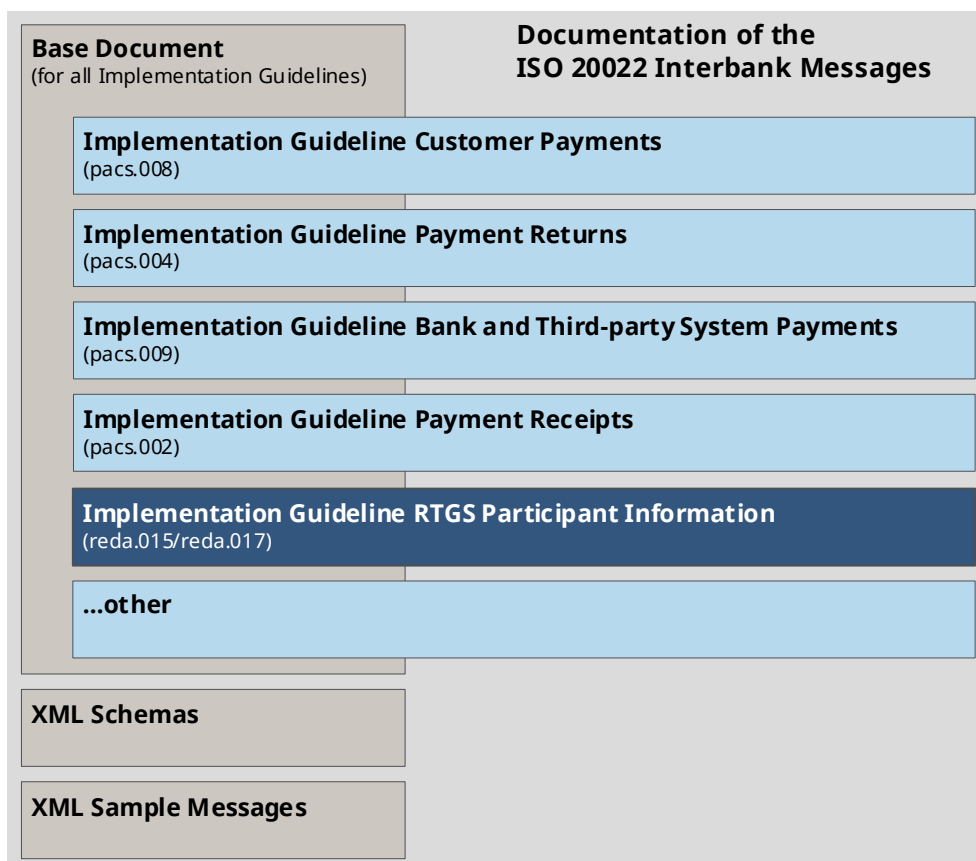 Base Document
(for all Implementation Guidelines)
Documentation of the
ISO 20022 Interbank Messages
Implementation Guideline Customer Payments
(pacs.008)
Implementation Guideline Payment Returns
(pacs.004)
Implementation Guideline Bank and Third-party System Payments
(pacs.009)
Implementation Guideline Payment Receipts
(pacs.002)
Implementation Guideline RTGS Participant Information
(reda.015/reda.017)
...other
XML Schemas
XML Sample Messages